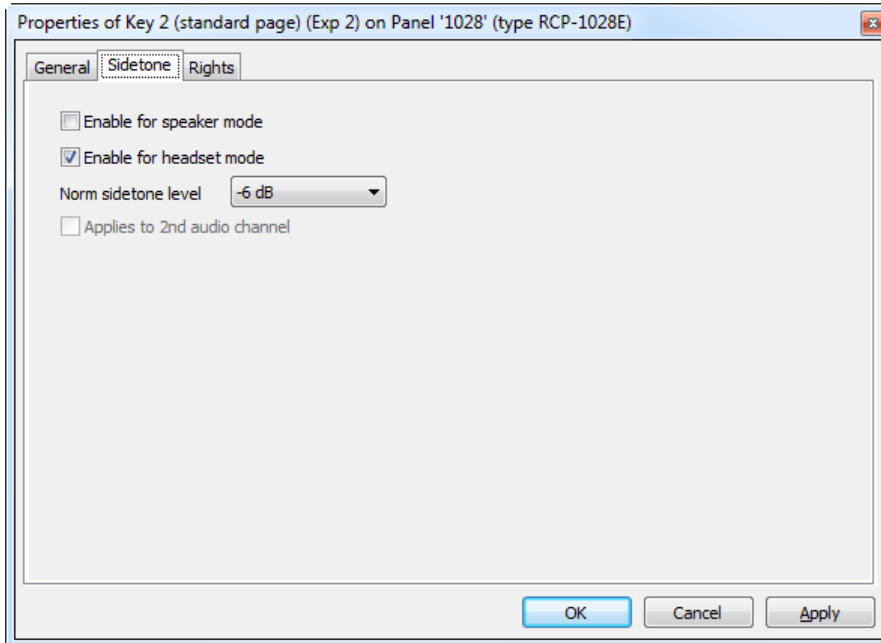 Properties of Key 2 (standard page) (Exp 2) on Panel '1028' (type RCP-1028E)
General Sidetone Rights
Enable for speaker mode
Enable for headset mode
Norm sidetone level -6 dB
Applies to 2nd audio channel
OK Cancel Apply